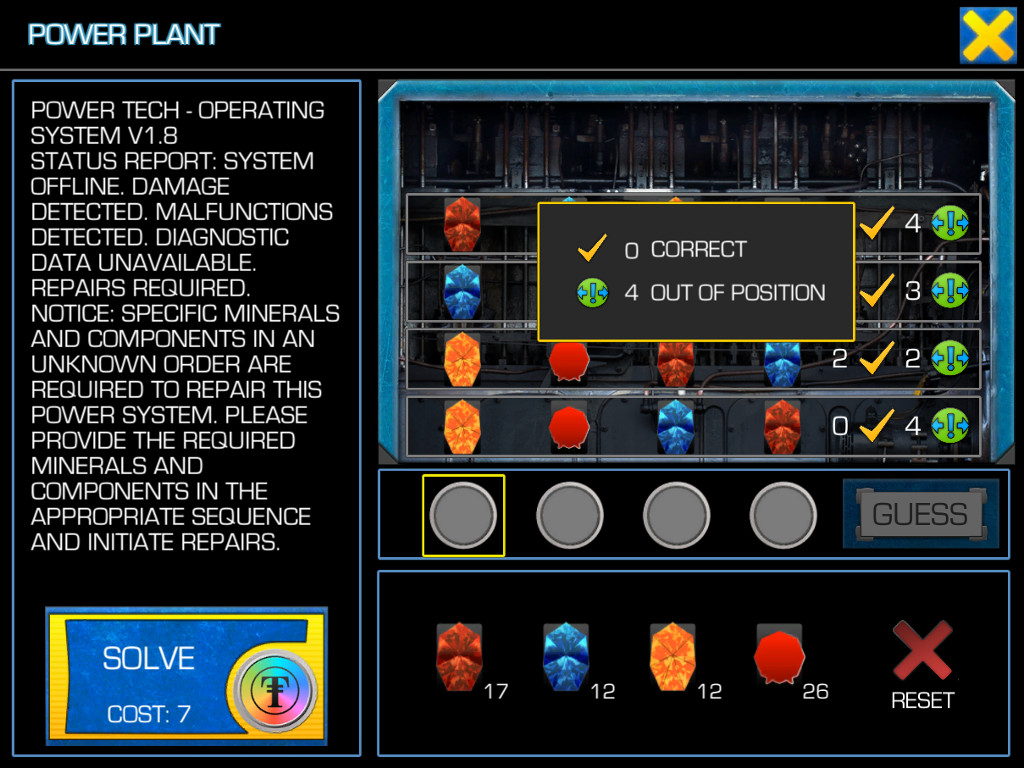 POWER PLANT
POWER TECH - OPERATING
SYSTEM V1.8
STATUS REPORT: SYSTEM
OFFLINE. DAMAGE
DETECTED. MALFUNCTIONS
DETECTED. DIAGNOSTIC
DATA UNAVAILABLE.
REPAIRS REQUIRED.
NOTICE: SPECIFIC MINERALS
AND COMPONENTS IN AN
UNKNOWN ORDER ARE
REQUIRED TO REPAIR THIS
POWER SYSTEM. PLEASE
PROVIDE THE REQUIRED
MINERALS AND
COMPONENTS IN THE
APPROPRIATE SEQUENCE
AND INITIATE REPAIRS.
SOLVE
COST: 7
4
0 CORRECT
4 OUT OF POSITION
3
2 2
0 4
GUESS
17 12 12 26
RESET